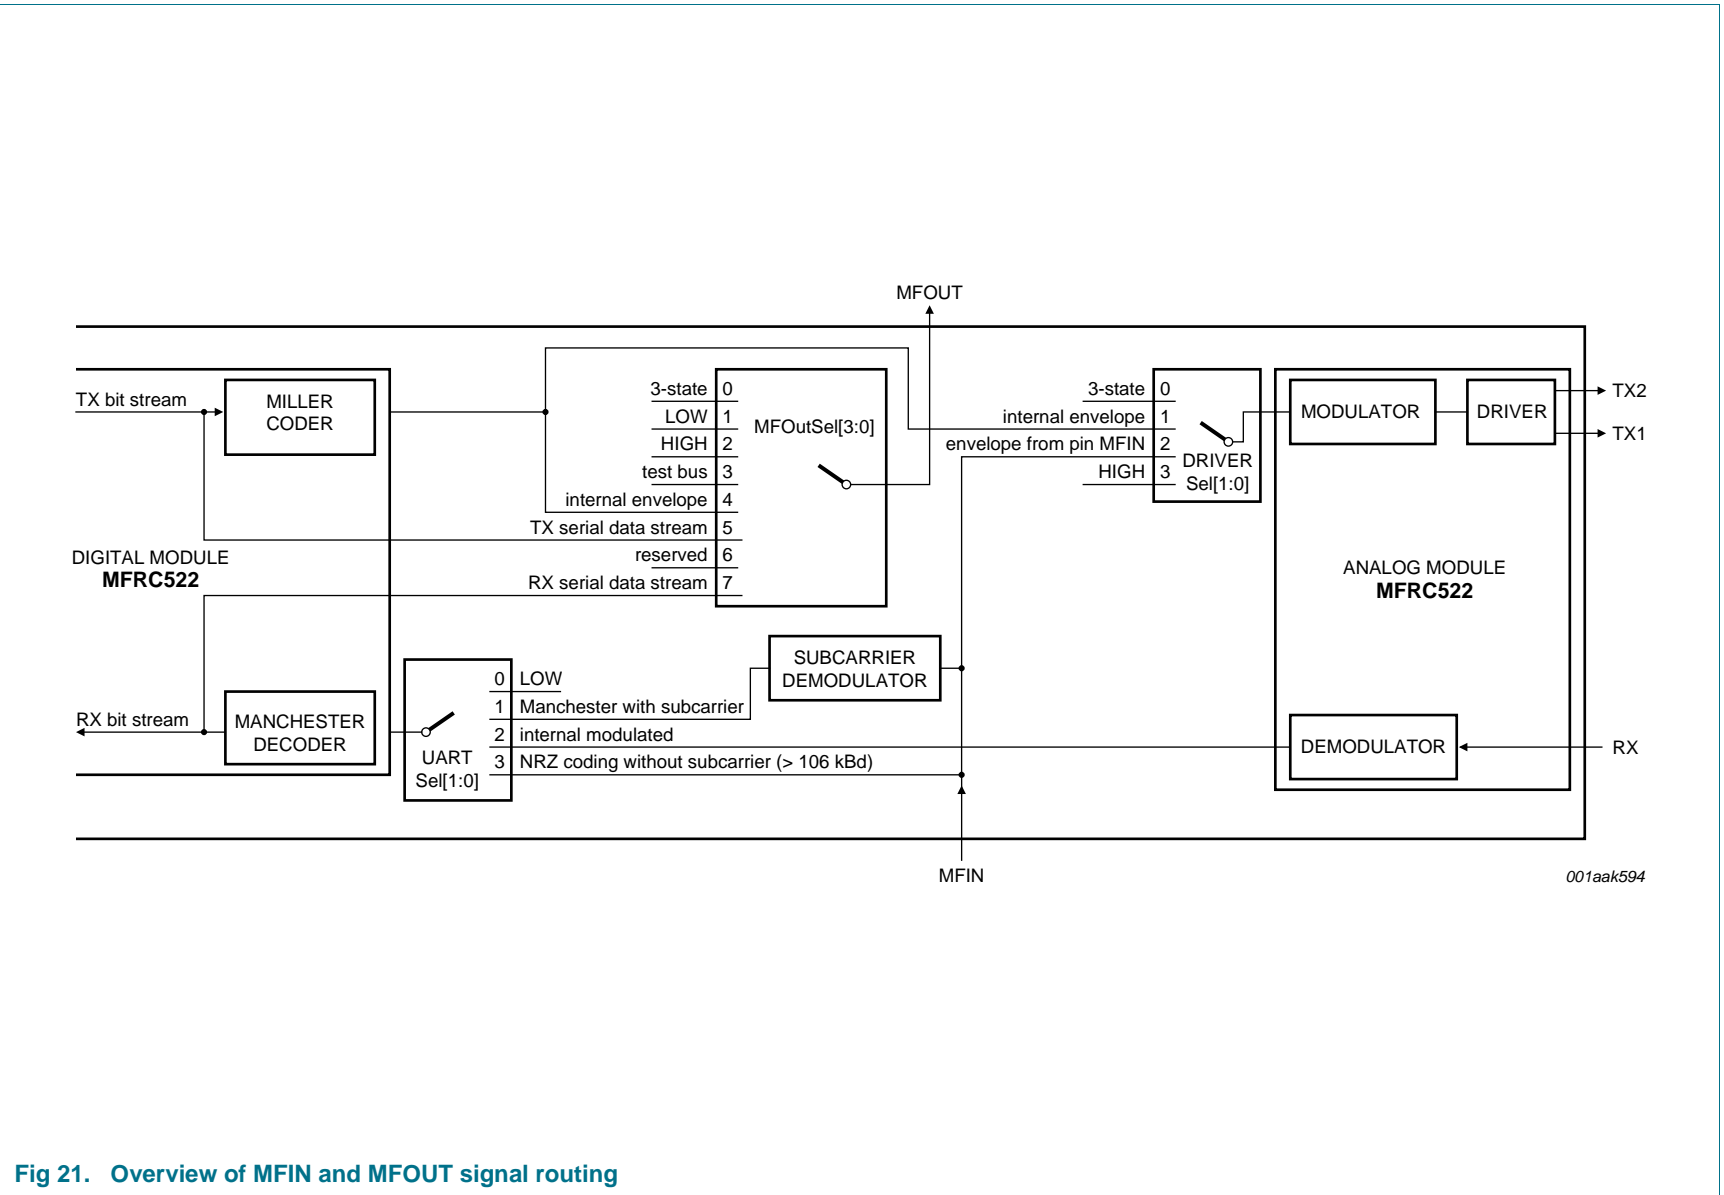 MFOUT
TX bit stream
MILLER
CODER
3-state 0
LOW 1
HIGH 2
test bus 3
internal envelope 4
TX serial data stream 5
reserved 6
RX serial data stream 7
MFOutSel[3:0]
3-state 0
internal envelope 1
envelope from pin MFIN 2
HIGH 3
DRIVER
Sel[1:0]
MODULATOR
DRIVER
TX2
TX1
DIGITAL MODULE
MFRC522
ANALOG MODULE
MFRC522
SUBCARRIER
DEMODULATOR
RX bit stream
MANCHESTER
DECODER
UART
Sel[1:0]
0 LOW
1 Manchester with subcarrier
2 internal modulated
3 NRZ coding without subcarrier (> 106 kBd)
DEMODULATOR
RX
MFIN
001aak594
Fig 21. Overview of MFIN and MFOUT signal routing